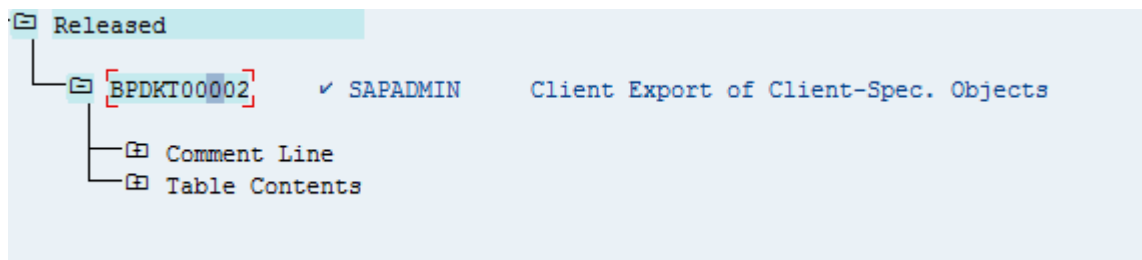 Released
BPDKT00002 ✔ SAPADMIN Client Export of Client-Spec. Objects
Comment Line
Table Contents